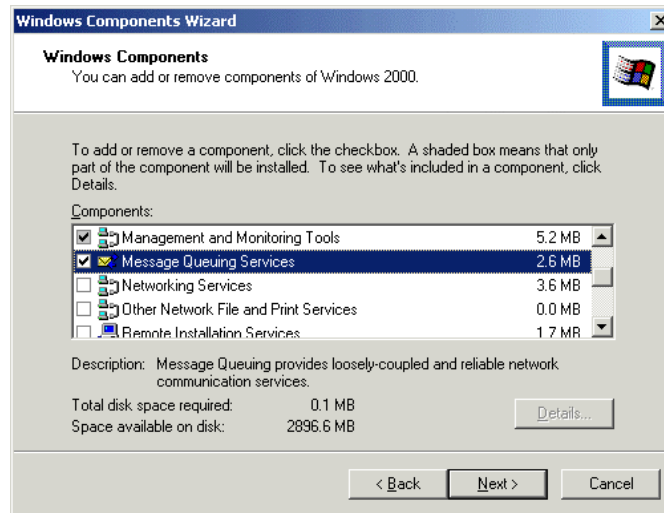 Windows Components Wizard
Windows Components
You can add or remove components of Windows 2000.
To add or remove a component, click the checkbox. A shaded box means that only
part of the component will be installed. To see what's included in a component, click
Details.
Components:
Management and Monitoring Tools 5.2 MB
Message Queuing Services 2.6 MB
Networking Services 3.6 MB
Other Network File and Print Services 0.0 MB
Remote Installation Services 1.7 MB
Description: Message Queuing provides loosely-coupled and reliable network
communication services.
Total disk space required: 0.1 MB
Space available on disk: 2896.6 MB
Details...
< Back
Next >
Cancel